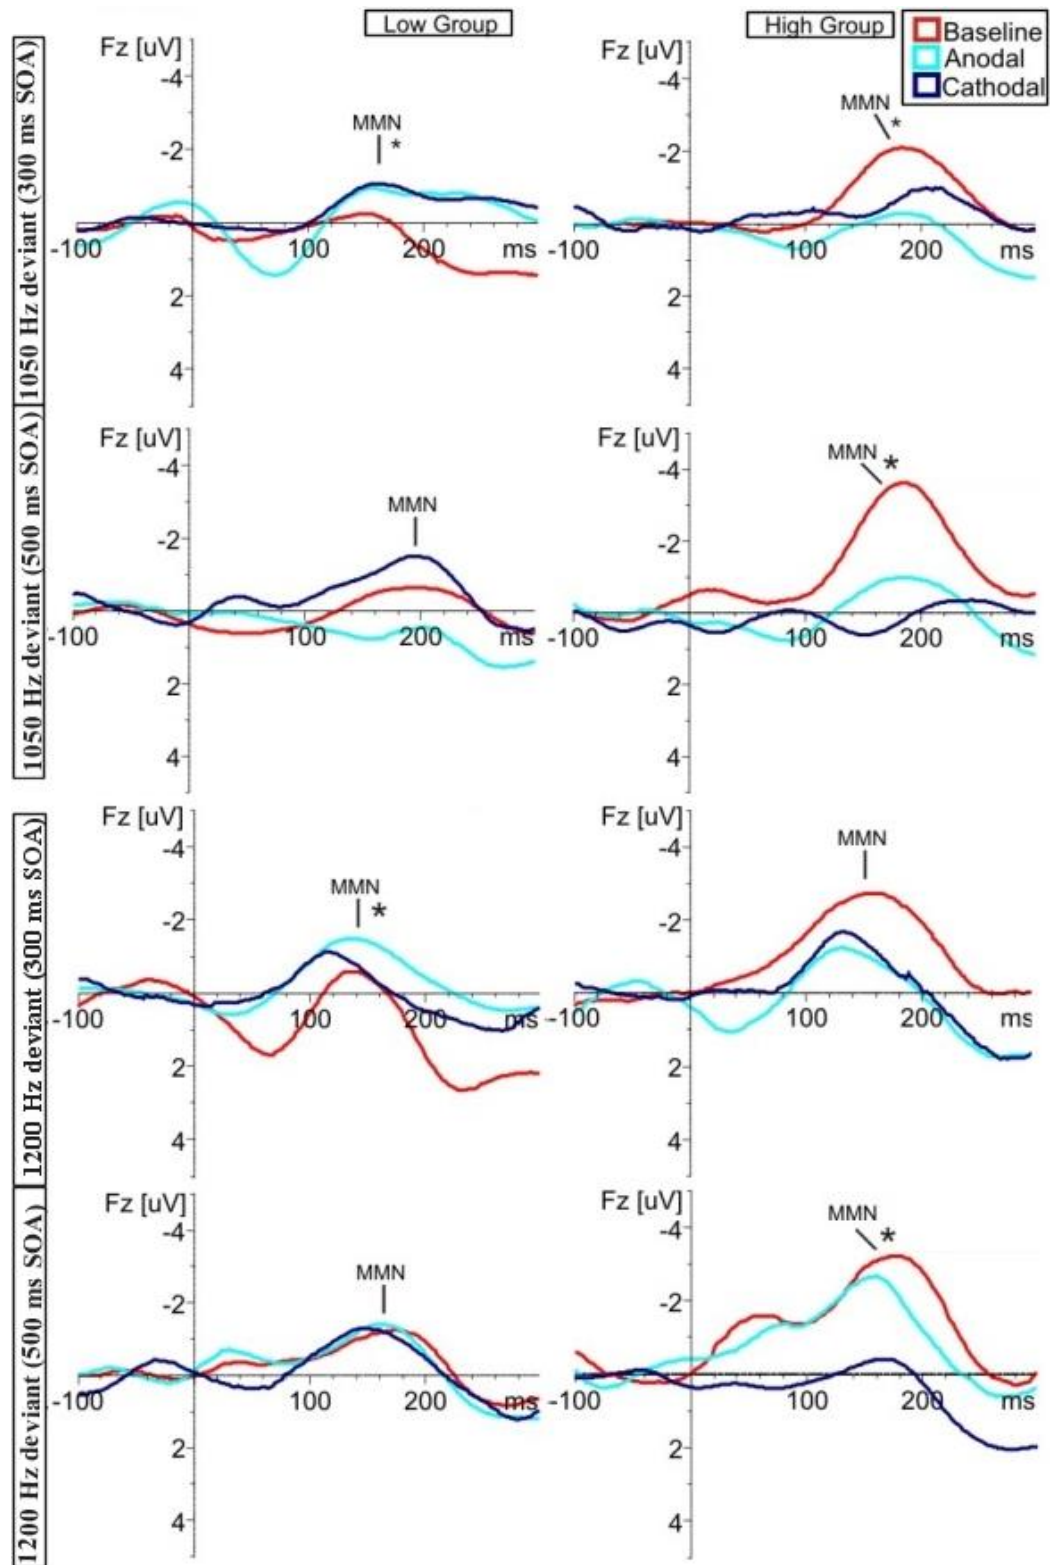 Low Group
High Group
Baseline
Anodal
Cathodal
1050 Hz deviant (300 ms SOA)
Fz [uV]
-4
-2
2
4
-100
100
200
ms
MMN
*
Fz [uV]
-4
-2
2
4
-100
100
200
ms
MMN
*
1050 Hz deviant (500 ms SOA)
Fz [uV]
-4
-2
2
4
-100
100
200
ms
MMN
Fz [uV]
-4
-2
2
4
-100
100
200
ms
MMN *
1200 Hz deviant (300 ms SOA)
Fz [uV]
-4
-2
2
4
-100
100
200
ms
MMN
*
Fz [uV]
-4
-2
2
4
-100
100
200
ms
MMN
1200 Hz deviant (500 ms SOA)
Fz [uV]
-4
-2
2
4
-100
100
200
ms
MMN
Fz [uV]
-4
-2
2
4
-100
100
200
ms
MMN
*